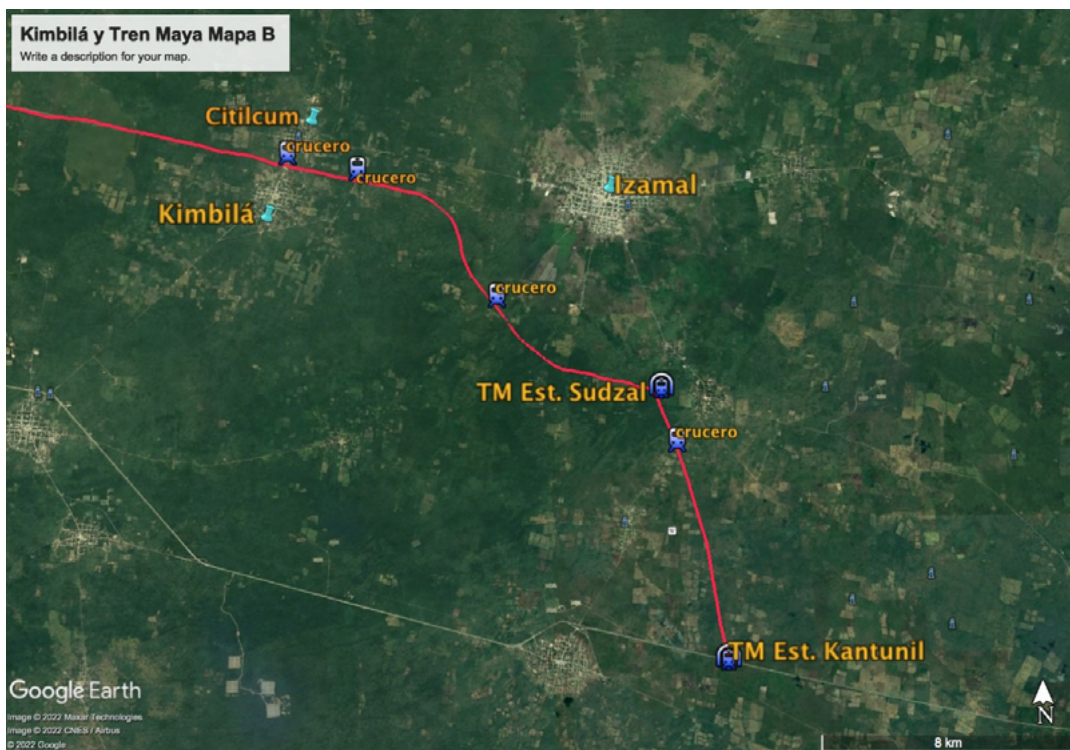 Kimbilá y Tren Maya Mapa B
Write a description for your map.
Citilcum
crucero
crucero
Kimbilá
Izamal
crucero
TM Est. Sudzal
crucero
TM Est. Kantunil
Google Earth
Image © 2022 Maxar Technologies
Image © 2022 CNES / Airbus
© 2022 Google
N
8 km